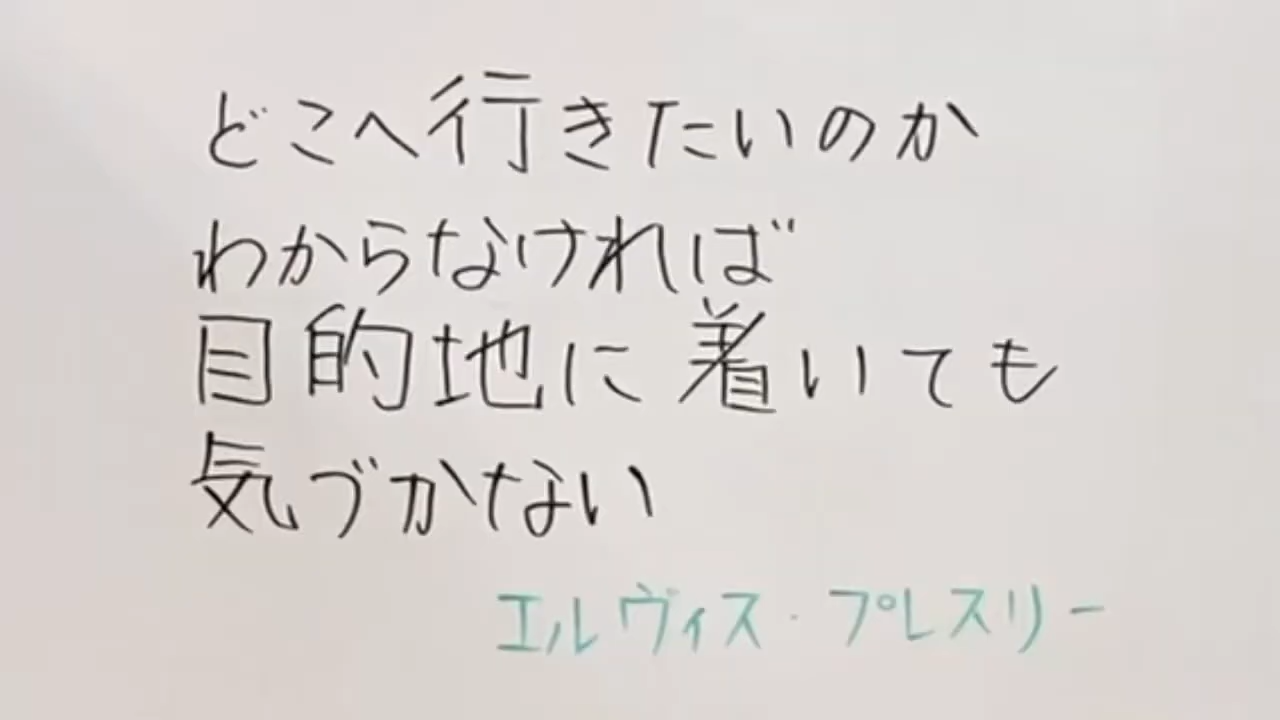 どこへ行きたいのか
わからなければ
目的地に着いても
気づかない
エルヴィス・プレスリー